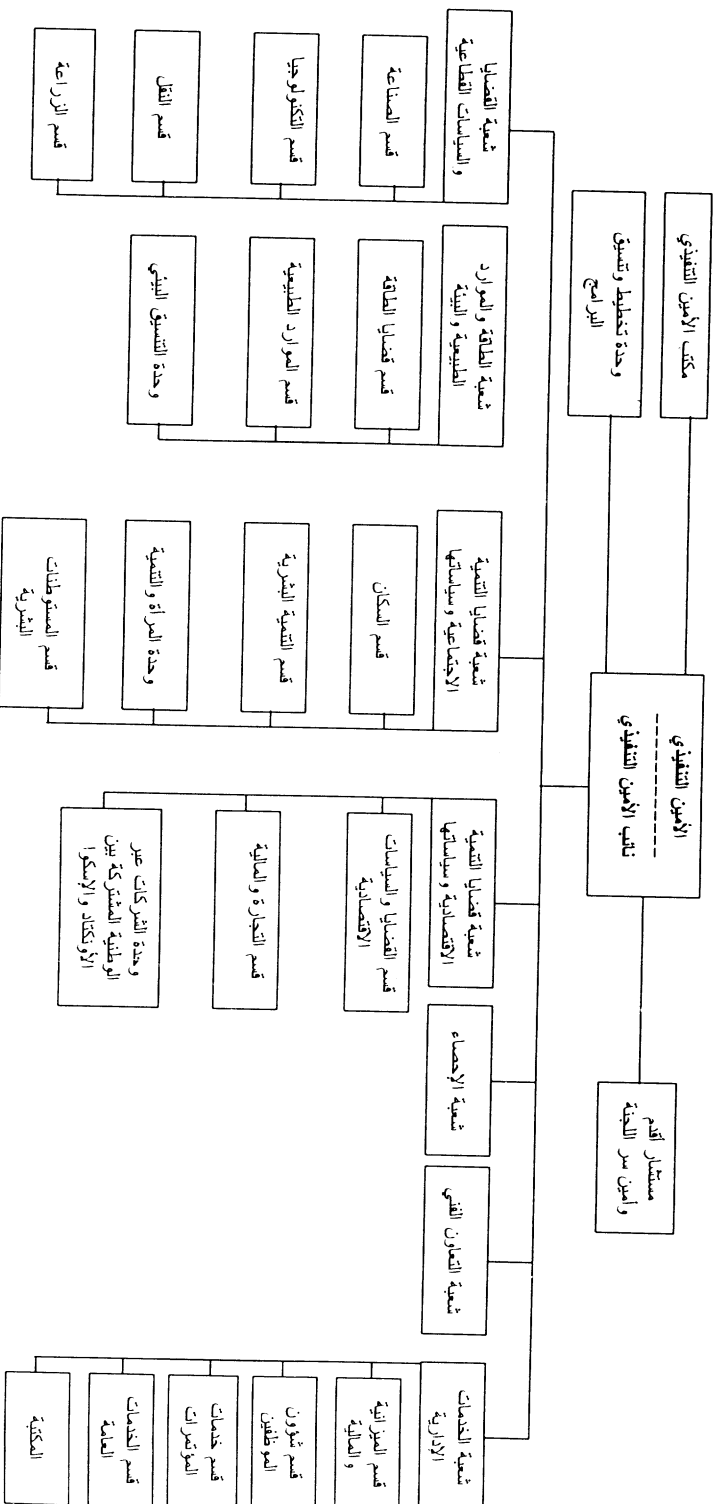 الأمين التنفيذي
نائب الأمين التنفيذي
مكتب الأمين التنفيذي
وحدة تخطيط وتنسيق
البرامج
مستشار أقدم
وأمين سر اللجنة
شعبة القضايا
والسياسات القطاعية
قسم الصناعة
قسم التكنولوجيا
قسم النقل
قسم الزراعة
شعبة الطاقة والموارد
الطبيعية والبيئة
قسم قضايا الطاقة
قسم الموارد الطبيعية
وحدة التنسيق البيئي
شعبة قضايا التنمية
الاجتماعية وسياساتها
قسم السكان
قسم التنمية البشرية
وحدة المرأة والتنمية
قسم المستوطنات
البشرية
شعبة قضايا التنمية
الاقتصادية وسياساتها
قسم القضايا والسياسات
الاقتصادية
قسم التجارة والمالية
وحدة الشركات عبر
الوطنية المشتركة بين
الأونكتاد والإسكوا
شعبة الإحصاء
شعبة التعاون الفني
شعبة الخدمات
الإدارية
قسم الميزانية
والمالية
قسم شؤون
الموظفين
قسم خدمات
المؤتمرات
قسم الخدمات
العامة
المكتبة